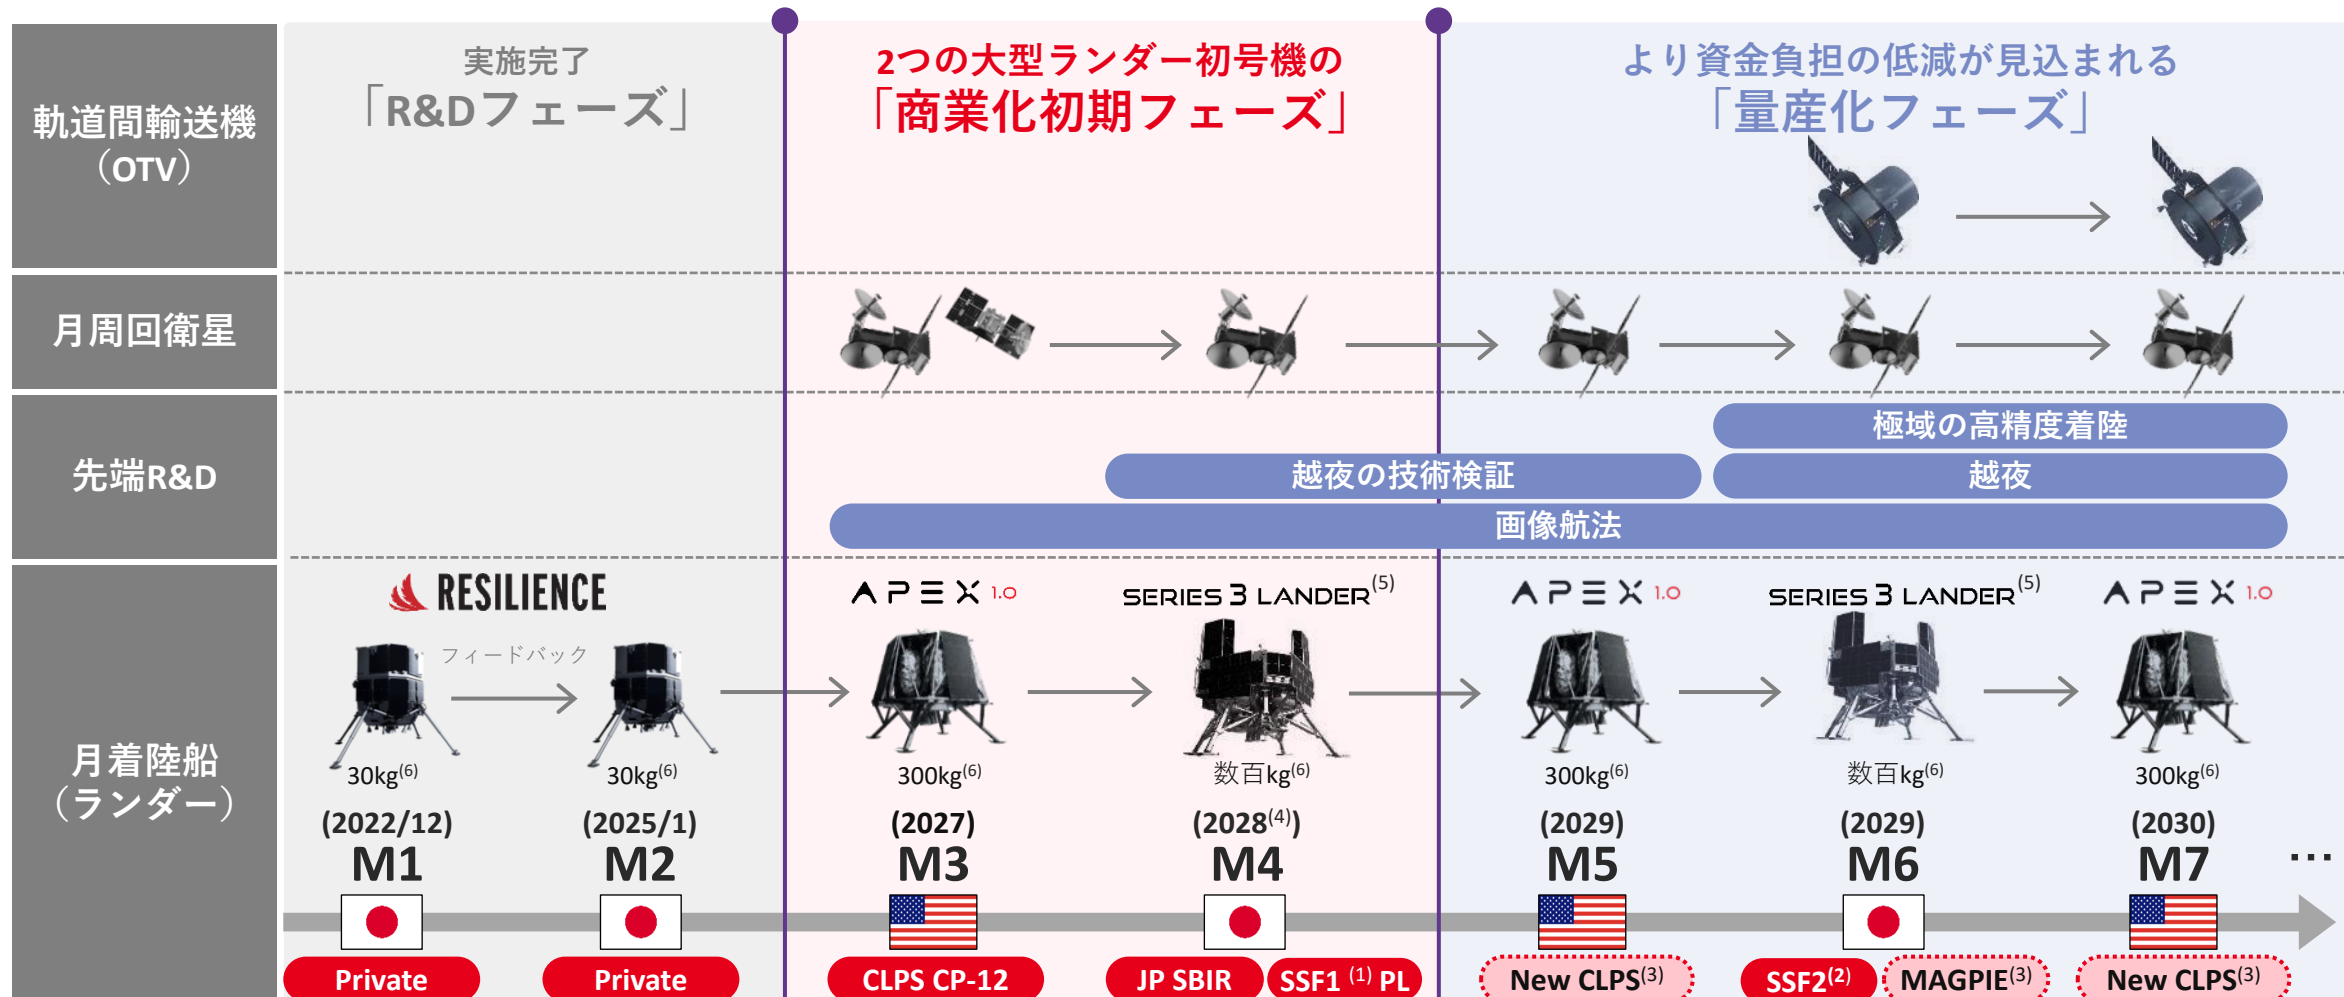 実施完了
「R&Dフェーズ」
2つの大型ランダー初号機の
「商業化初期フェーズ」
より資金負担の低減が見込まれる
「量産化フェーズ」
軌道間輸送機
（OTV）
月周回衛星
先端R&D
極域の高精度着陸
越夜の技術検証
越夜
画像航法
月着陸船
（ランダー）
RESILIENCE
APEX 1.0
SERIES 3 LANDER(5)
APEX 1.0
SERIES 3 LANDER(5)
APEX 1.0
フィードバック
30kg(6)
30kg(6)
300kg(6)
数百kg(6)
300kg(6)
数百kg(6)
300kg(6)
(2022/12)
(2025/1)
(2027)
(2028(4))
(2029)
(2029)
(2030)
M1
M2
M3
M4
M5
M6
M7
…
Private
Private
CLPS CP-12
JP SBIR
SSF1 (1) PL
New CLPS(3)
SSF2(2)
MAGPIE(3)
New CLPS(3)